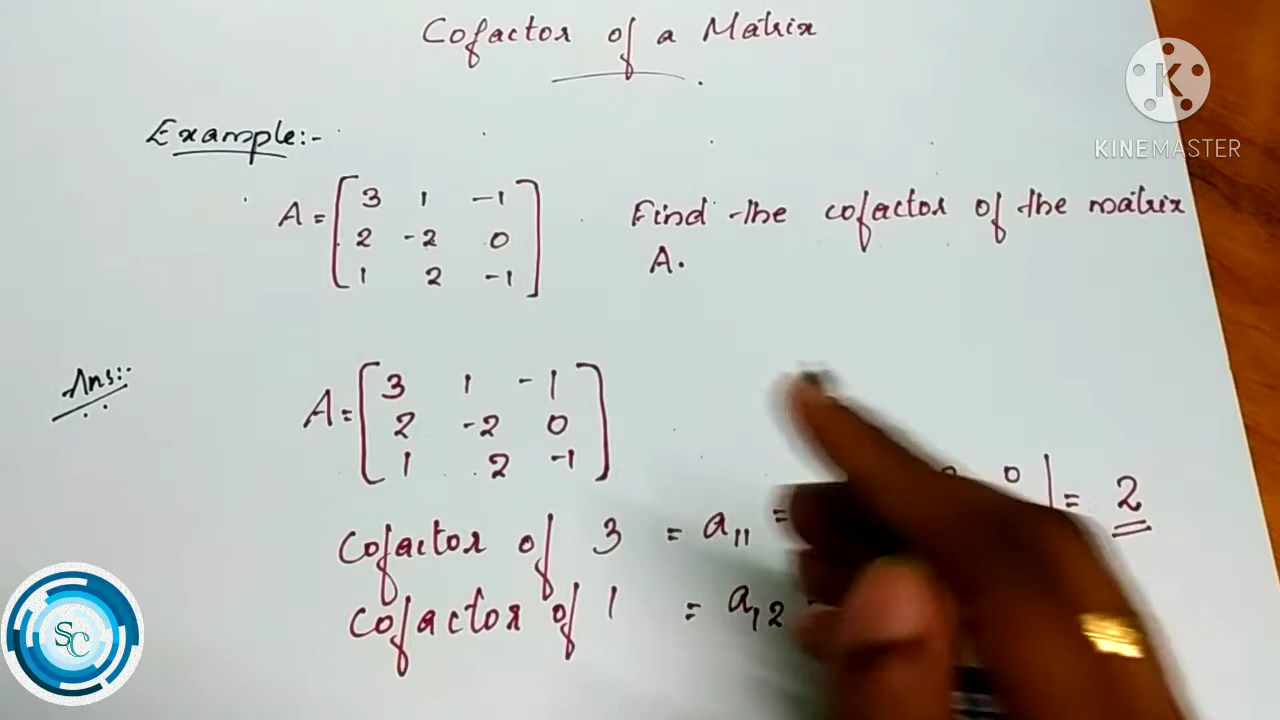 Cofactor of a Matrix
KINEMASTER
Example:-
A = [3 1 -1
2 -2 0
1 2 -1]
Find the cofactor of the matrix
A.
Ans:-
A = [3 1 -1
2 -2 0
1 2 -1]
Cofactor of 3 = a11 = 0 | = 2
Cofactor of 1 = a12
SC